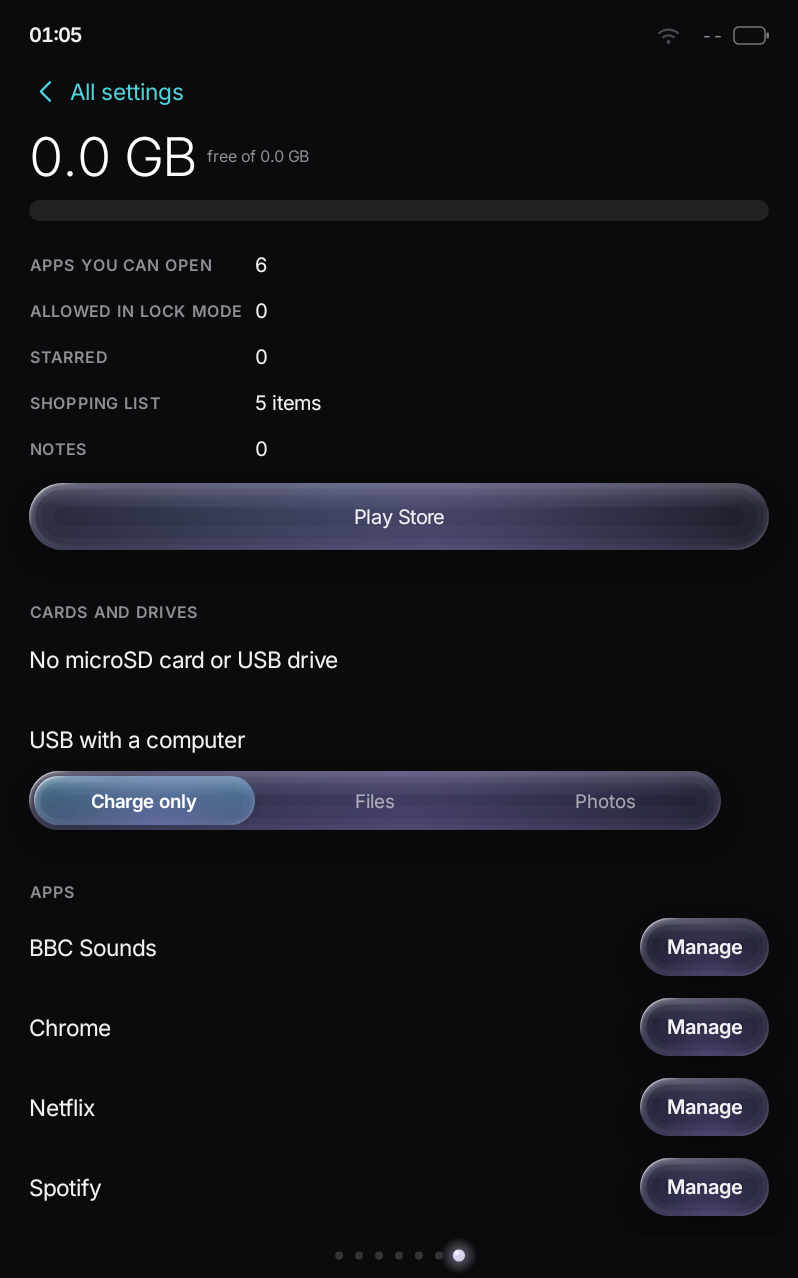 01:05
--
All settings
0.0 GB free of 0.0 GB
APPS YOU CAN OPEN 6
ALLOWED IN LOCK MODE 0
STARRED 0
SHOPPING LIST 5 items
NOTES 0
Play Store
CARDS AND DRIVES
No microSD card or USB drive
USB with a computer
Charge only Files Photos
APPS
BBC Sounds Manage
Chrome Manage
Netflix Manage
Spotify Manage